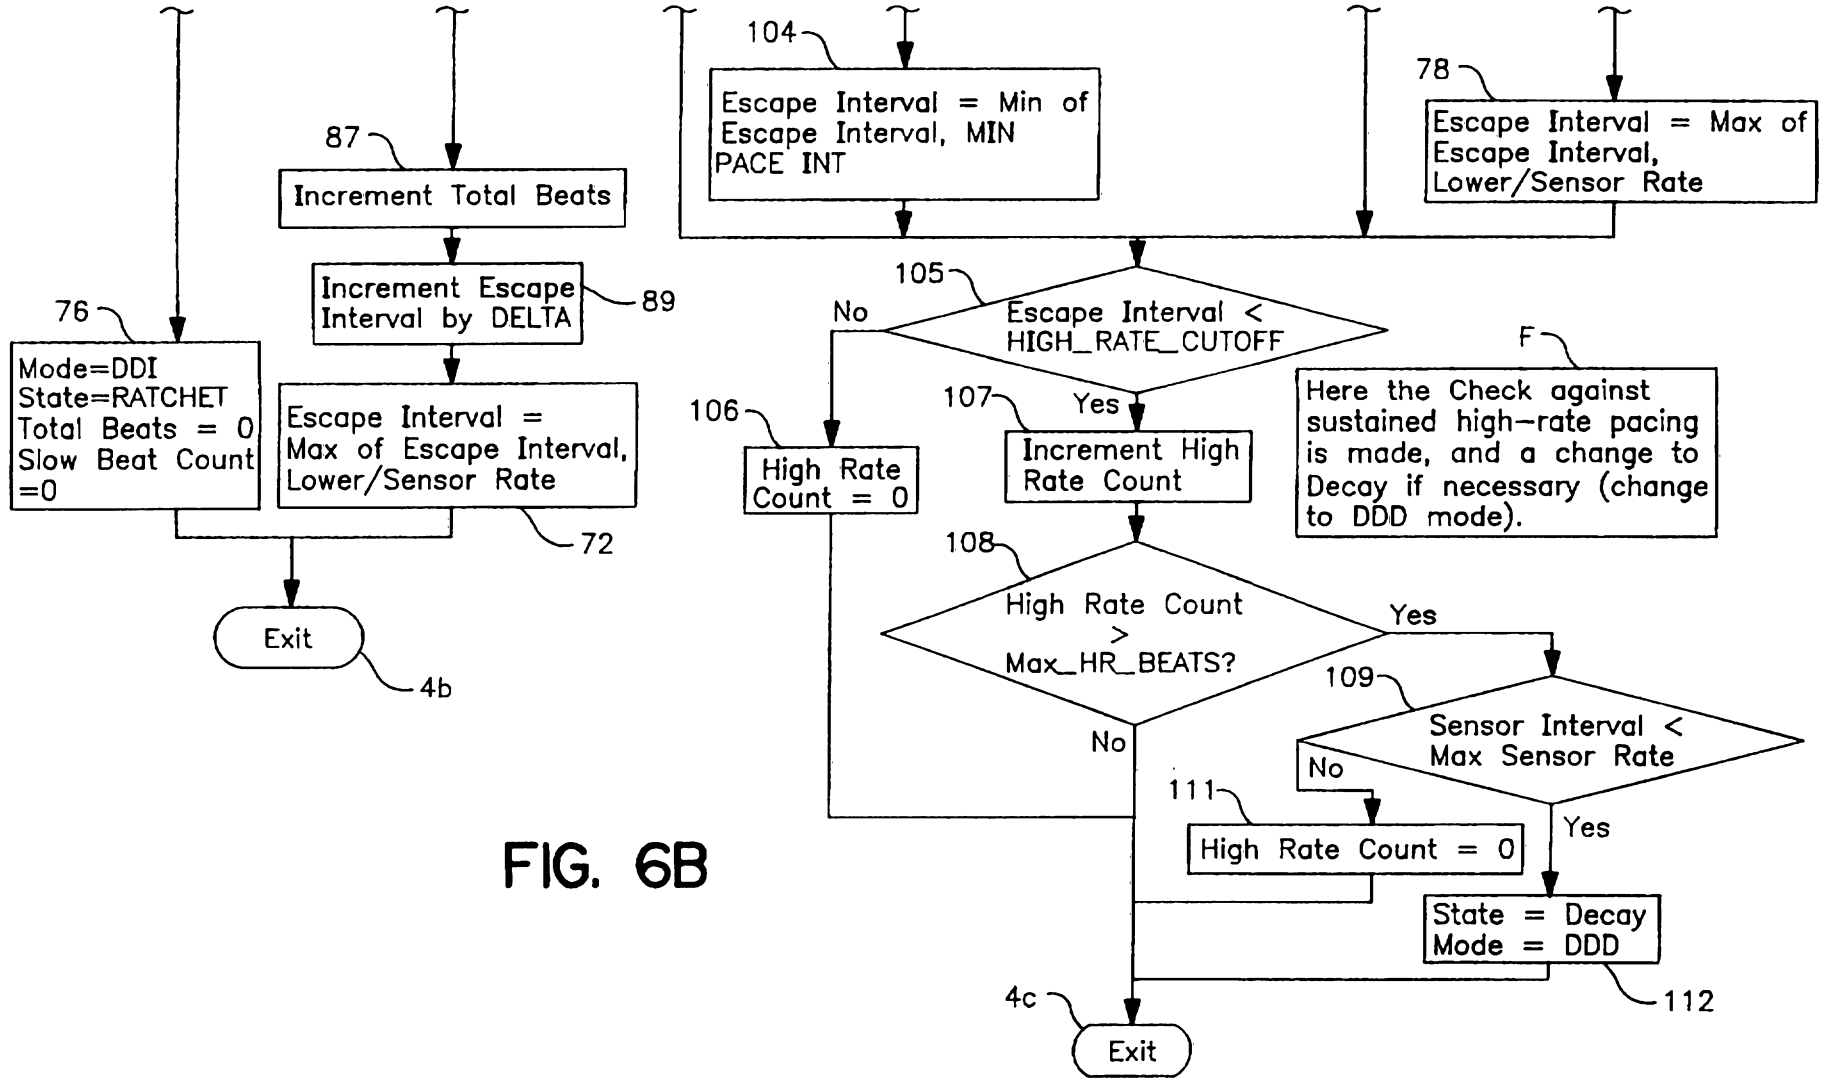 104
Escape Interval = Min of
Escape Interval, MIN
PACE INT
78
Escape Interval = Max of
Escape Interval,
Lower/Sensor Rate
87
Increment Total Beats
89
Increment Escape
Interval by DELTA
76
Mode=DDI
State=RATCHET
Total Beats = 0
Slow Beat Count
=0
Escape Interval =
Max of Escape Interval,
Lower/Sensor Rate
72
Exit
4b
105
Escape Interval <
HIGH_RATE_CUTOFF
No
Yes
106
High Rate
Count = 0
107
Increment High
Rate Count
F
Here the Check against
sustained high-rate pacing
is made, and a change to
Decay if necessary (change
to DDD mode).
108
High Rate Count
>
Max_HR_BEATS?
Yes
No
109
Sensor Interval <
Max Sensor Rate
No
Yes
111
High Rate Count = 0
State = Decay
Mode = DDD
112
4c
Exit
FIG. 6B